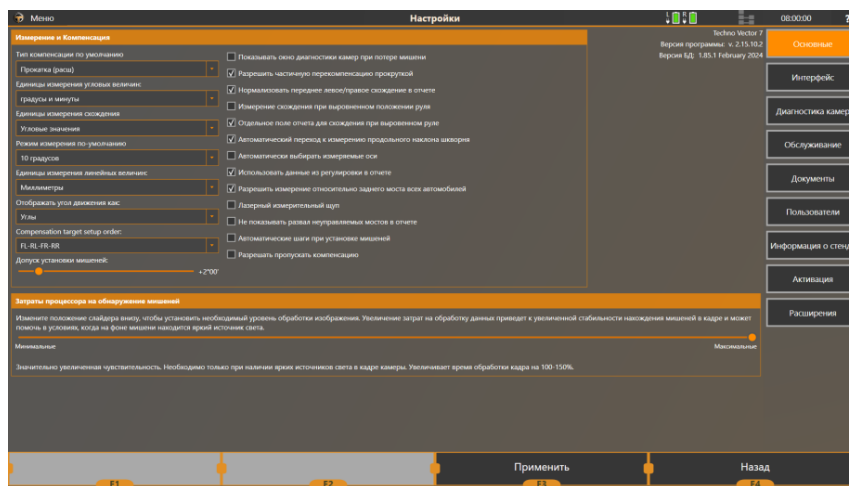 Меню
Настройки
L
R
08:00:00
?
Измерение и Компенсация
Тип компенсации по умолчанию
Прокатка (расш)
Единицы измерения угловых величин:
градусы и минуты
Единицы измерения схождения
Угловые значения
Режим измерения по-умолчанию
10 градусов
Единицы измерения линейных величин:
Миллиметры
Отображать угол движения как:
Углы
Compensation target setup order:
FL-RL-FR-RR
Допуск установки мишеней:
+2°00'
Показывать окно диагностики камер при потере мишени
Разрешить частичную перекомпенсацию прокруткой
Нормализовать переднее левое/правое схождение в отчете
Измерение схождения при выровненном положении руля
Отдельное поле отчета для схождения при выровненном руле
Автоматический переход к измерению продольного наклона шкворня
Автоматически выбирать измеряемые оси
Использовать данные из регулировки в отчете
Разрешить измерение относительно заднего моста всех автомобилей
Лазерный измерительный щуп
Не показывать развал неуправляемых мостов в отчете
Автоматические шаги при установке мишеней
Разрешать пропускать компенсацию
Techno Vector 7
Версия программы: v. 2.15.10.2
Версия БД: 1.85.1 February 2024
Основные
Интерфейс
Диагностика камер
Обслуживание
Документы
Пользователи
Информация о стенд
Активация
Расширения
Затраты процессора на обнаружение мишеней
Измените положение слайдера внизу, чтобы установить необходимый уровень обработки изображения. Увеличение затрат на обработку данных приведет к увеличенной стабильности нахождения мишеней в кадре и может
помочь в условиях, когда на фоне мишени находится яркий источник света.
Минимальные
Максимальные
Значительно увеличенная чувствительность. Необходимо только при наличии ярких источников света в кадре камеры. Увеличивает время обработки кадра на 100-150%.
Применить
Назад
F1
F2
F3
F4